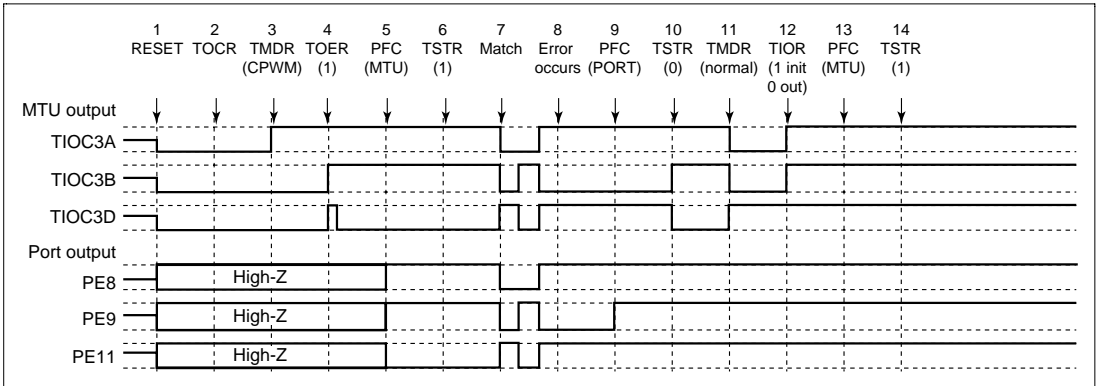 1 2 3 4 5 6 7 8 9 10 11 12 13 14
RESET TOCR TMDR TOER PFC TSTR Match Error PFC TSTR TMDR TIOR PFC TSTR
(CPWM) (1) (MTU) (1) occurs (PORT) (0) (normal) (1 init (MTU) (1)
0 out)
MTU output
TIOC3A
TIOC3B
TIOC3D
Port output
PE8 High-Z
PE9 High-Z
PE11 High-Z